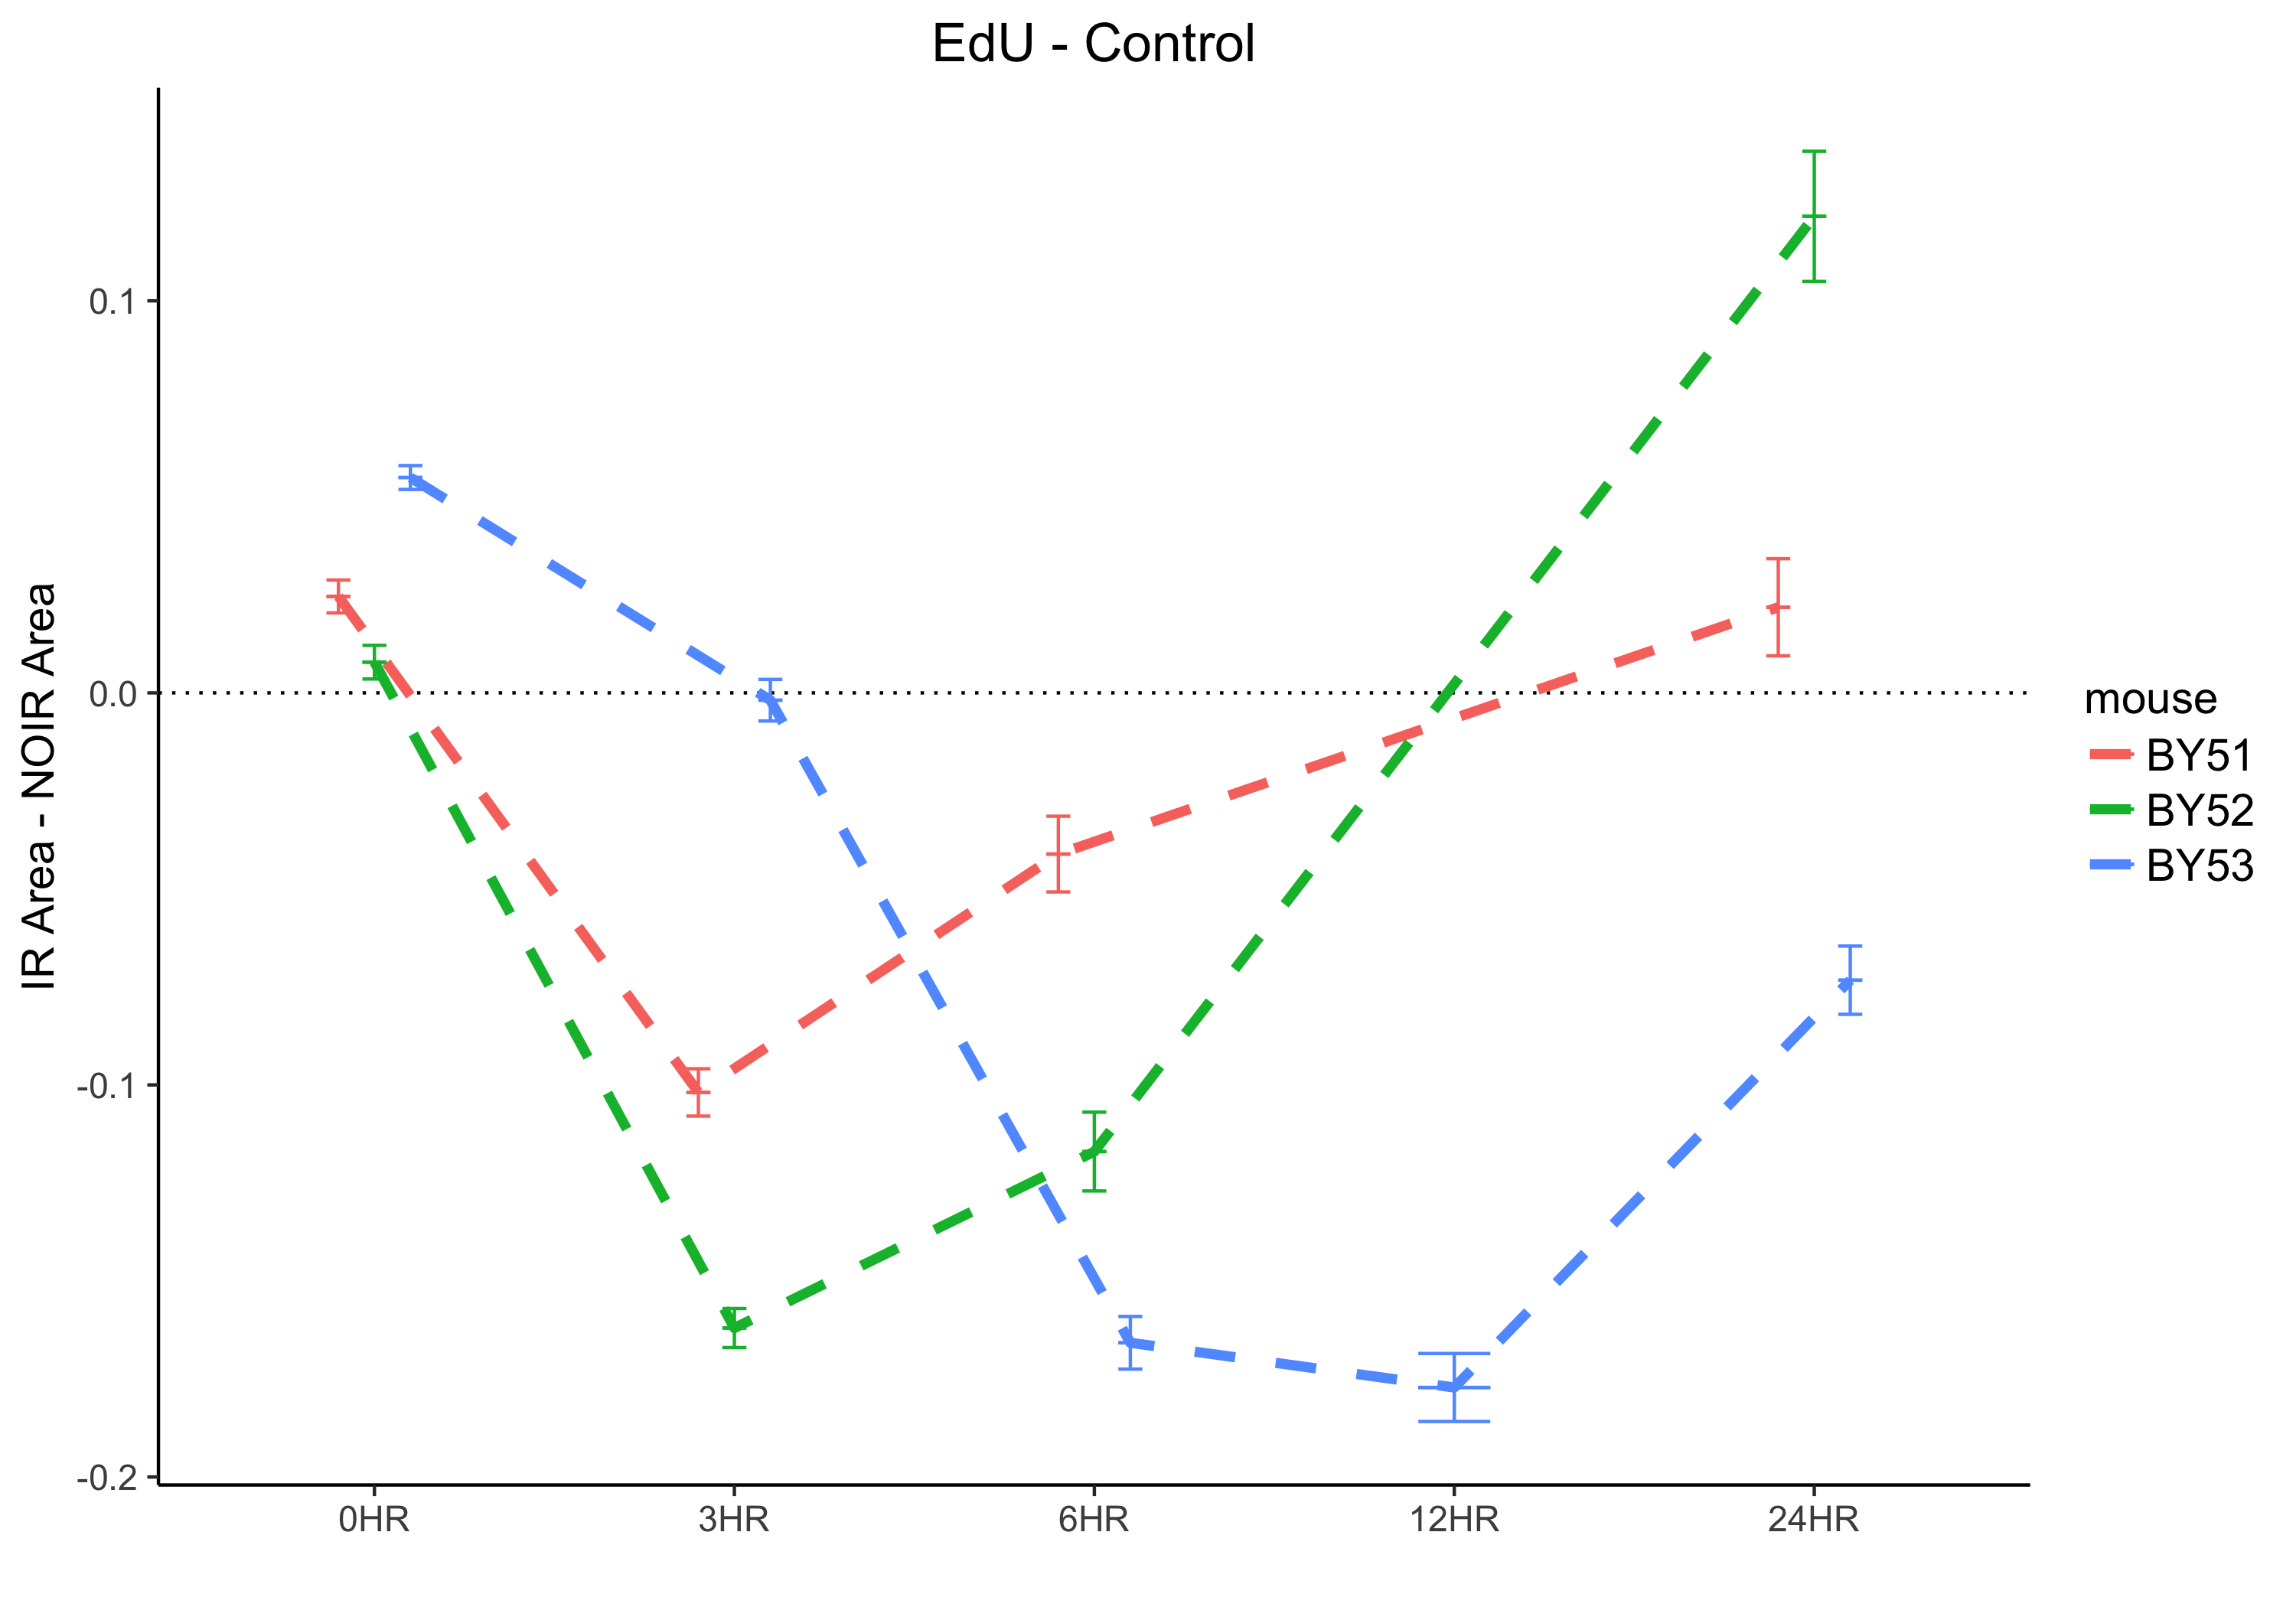 EdU - Control
IR Area - NOIR Area
0.1
0.0
-0.1
-0.2
0HR
3HR
6HR
12HR
24HR
mouse
BY51
BY52
BY53